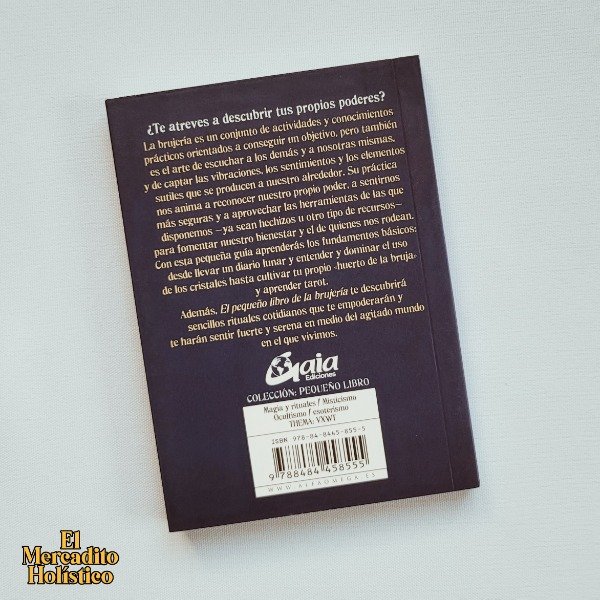 ¿Te atreves a descubrir tus propios poderes?
La brujería es un conjunto de actividades y conocimientos
prácticos orientados a conseguir un objetivo, pero también
es el arte de escuchar a los demás y a nosotras mismas,
y de captar las vibraciones, los sentimientos y los elementos
sutiles que se producen a nuestro alrededor. Su práctica
nos anima a reconocer nuestro propio poder, a sentirnos
más seguras y a aprovechar las herramientas de las que
disponemos —ya sean hechizos u otro tipo de recursos—
para fomentar nuestro bienestar y el de quienes nos rodean.
Con esta pequeña guía aprenderás los fundamentos básicos:
desde llevar un diario lunar y entender y dominar el uso
de los cristales hasta cultivar tu propio «huerto de la bruja»
y aprender tarot.
Además, El pequeño libro de la brujería te descubrirá
sencillos rituales cotidianos que te empoderarán y
te harán sentir fuerte y serena en medio del agitado mundo
en el que vivimos.
Gaia
Ediciones
COLECCIÓN: PEQUEÑO LIBRO
Magia y rituales / Misticismo
Ocultismo / esoterismo
THEMA: VXWT
ISBN 978-84-8445-855-5
9 788484 458555
WWW.ALFAOMEGA.ES
El
Mercadito
Holístico